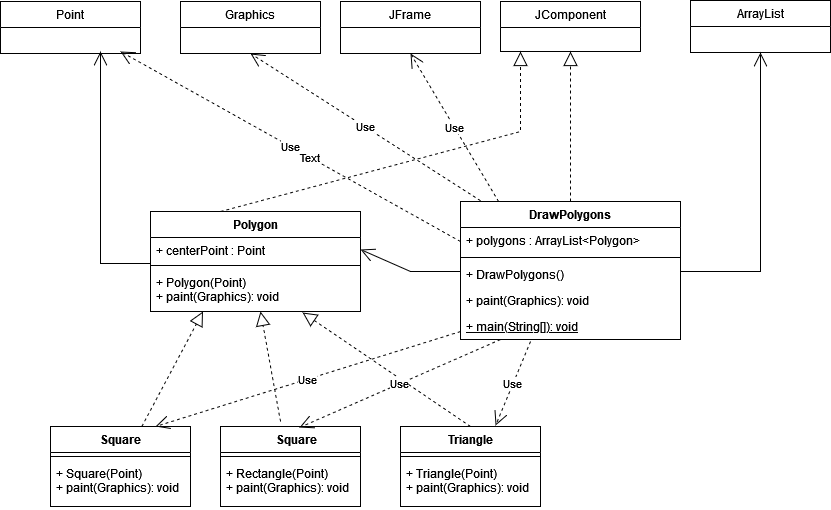 Point
Graphics
JFrame
JComponent
ArrayList
Use
Use
Use
Text
Polygon
+ centerPoint : Point
+ Polygon(Point)
+ paint(Graphics): void
DrawPolygons
+ polygons : ArrayList<Polygon>
+ DrawPolygons()
+ paint(Graphics): void
+ main(String[]): void
Use
Use
Use
Square
+ Square(Point)
+ paint(Graphics): void
Square
+ Rectangle(Point)
+ paint(Graphics): void
Triangle
+ Triangle(Point)
+ paint(Graphics): void